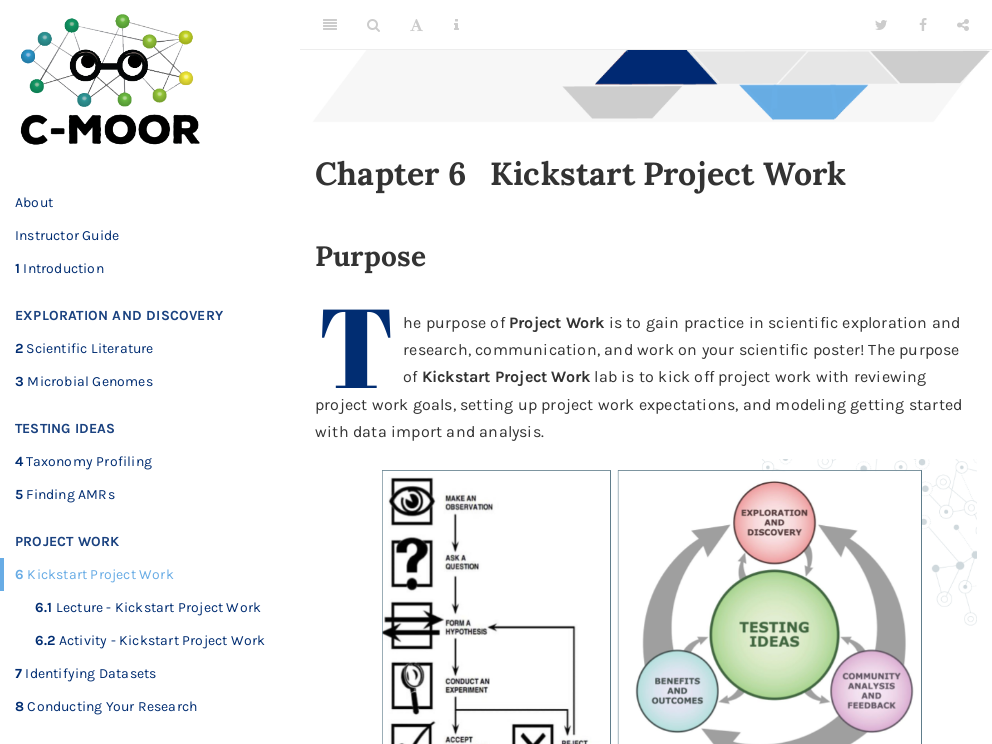 C-MOOR
About
Instructor Guide
1 Introduction
EXPLORATION AND DISCOVERY
2 Scientific Literature
3 Microbial Genomes
TESTING IDEAS
4 Taxonomy Profiling
5 Finding AMRs
PROJECT WORK
6 Kickstart Project Work
6.1 Lecture - Kickstart Project Work
6.2 Activity - Kickstart Project Work
7 Identifying Datasets
8 Conducting Your Research
A
Chapter 6 Kickstart Project Work
Purpose
The purpose of Project Work is to gain practice in scientific exploration and
research, communication, and work on your scientific poster! The purpose
of Kickstart Project Work lab is to kick off project work with reviewing
project work goals, setting up project work expectations, and modeling getting started
with data import and analysis.
MAKE AN
OBSERVATION
ASK A
QUESTION
FORM A
HYPOTHESIS
CONDUCT AN
EXPERIMENT
ACCEPT
REJECT
EXPLORATION
AND
DISCOVERY
TESTING
IDEAS
BENEFITS
AND
OUTCOMES
COMMUNITY
ANALYSIS
AND
FEEDBACK